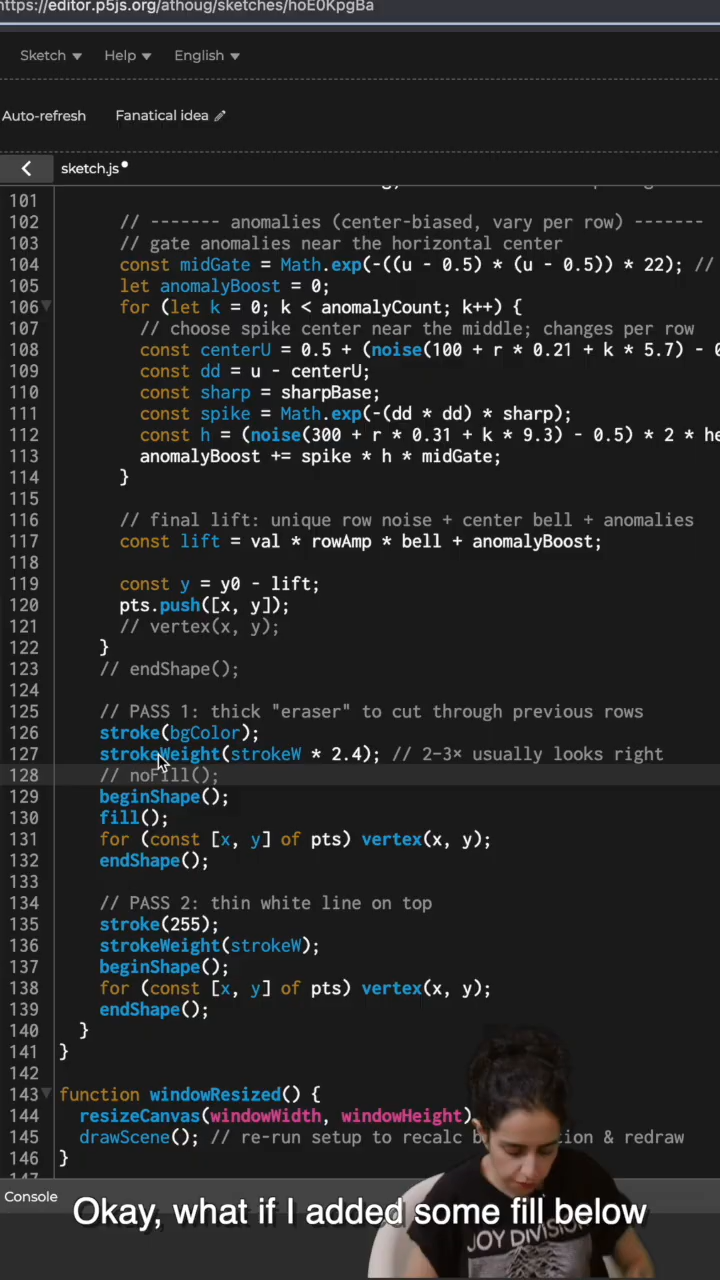 https://editor.p5js.org/athoug/sketches/hoE0KpgBa
Sketch Help English
Auto-refresh Fanatical idea
sketch.js
101
102 // ------- anomalies (center-biased, vary per row) -------
103 // gate anomalies near the horizontal center
104 const midGate = Math.exp(-((u - 0.5) * (u - 0.5)) * 22); //
105 let anomalyBoost = 0;
106 for (let k = 0; k < anomalyCount; k++) {
107 // choose spike center near the middle; changes per row
108 const centerU = 0.5 + (noise(100 + r * 0.21 + k * 5.7) - 0
109 const dd = u - centerU;
110 const sharp = sharpBase;
111 const spike = Math.exp(-(dd * dd) * sharp);
112 const h = (noise(300 + r * 0.31 + k * 9.3) - 0.5) * 2 * he
113 anomalyBoost += spike * h * midGate;
114 }
115
116 // final lift: unique row noise + center bell + anomalies
117 const lift = val * rowAmp * bell + anomalyBoost;
118
119 const y = y0 - lift;
120 pts.push([x, y]);
121 // vertex(x, y);
122 }
123 // endShape();
124
125 // PASS 1: thick "eraser" to cut through previous rows
126 stroke(bgColor);
127 strokeWeight(strokeW * 2.4); // 2-3× usually looks right
128 // noFill();
129 beginShape();
130 fill();
131 for (const [x, y] of pts) vertex(x, y);
132 endShape();
133
134 // PASS 2: thin white line on top
135 stroke(255);
136 strokeWeight(strokeW);
137 beginShape();
138 for (const [x, y] of pts) vertex(x, y);
139 endShape();
140 }
141 }
142
143 function windowResized() {
144 resizeCanvas(windowWidth, windowHeight)
145 drawScene(); // re-run setup to recalc & redraw
146 }
Console
Okay, what if I added some fill below
JOY DIVISION